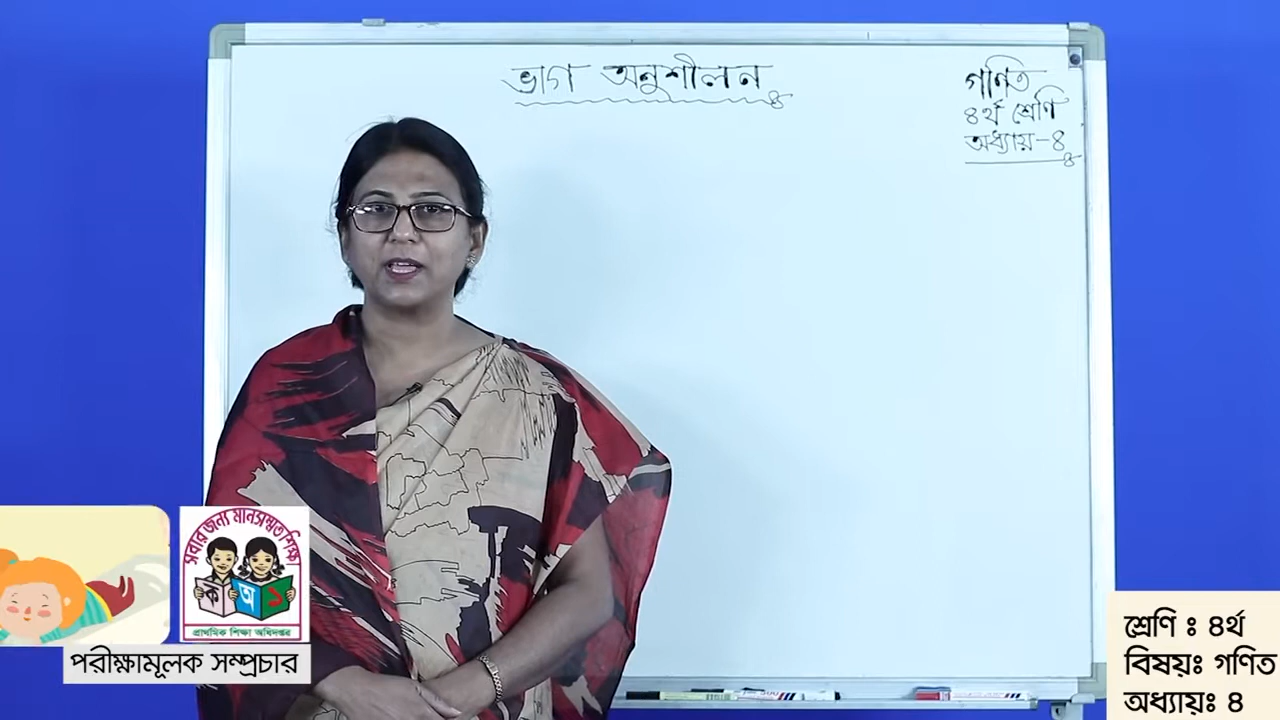 ভাগ অনুশীলন
গণিত
৪র্থ শ্রেণি
অধ্যায়-৪
সবার জন্য মানসম্মত শিক্ষা
ক অ ১
প্রাথমিক শিক্ষা অধিদপ্তর
পরীক্ষামূলক সম্প্রচার
শ্রেণি ঃ ৪র্থ
বিষয়ঃ গণিত
অধ্যায়ঃ ৪